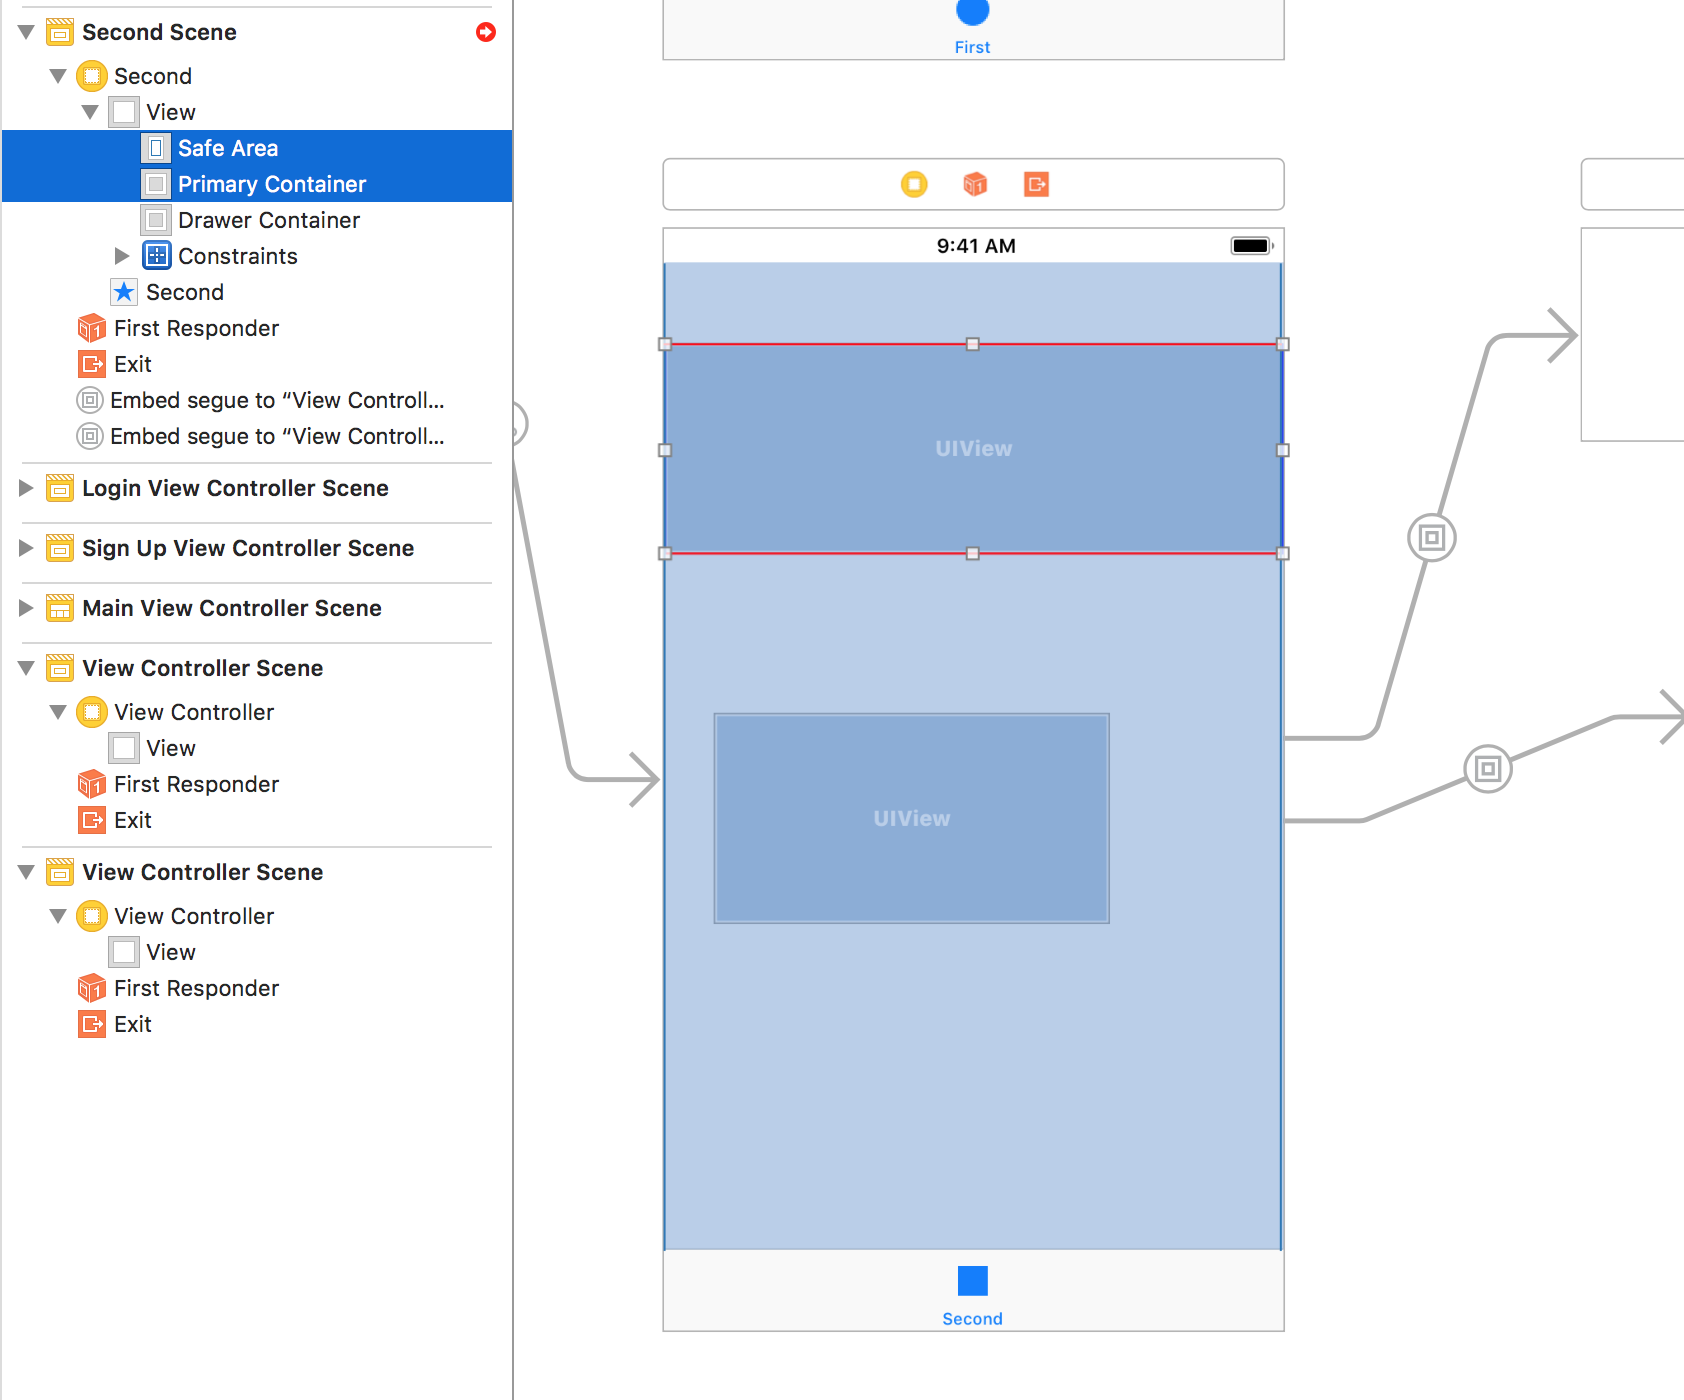 Second Scene
Second
View
Safe Area
Primary Container
Drawer Container
Constraints
Second
First Responder
Exit
Embed segue to “View Controll...
Embed segue to “View Controll...
Login View Controller Scene
Sign Up View Controller Scene
Main View Controller Scene
View Controller Scene
View Controller
View
First Responder
Exit
View Controller Scene
View Controller
View
First Responder
Exit
First
9:41 AM
UIView
UIView
Second